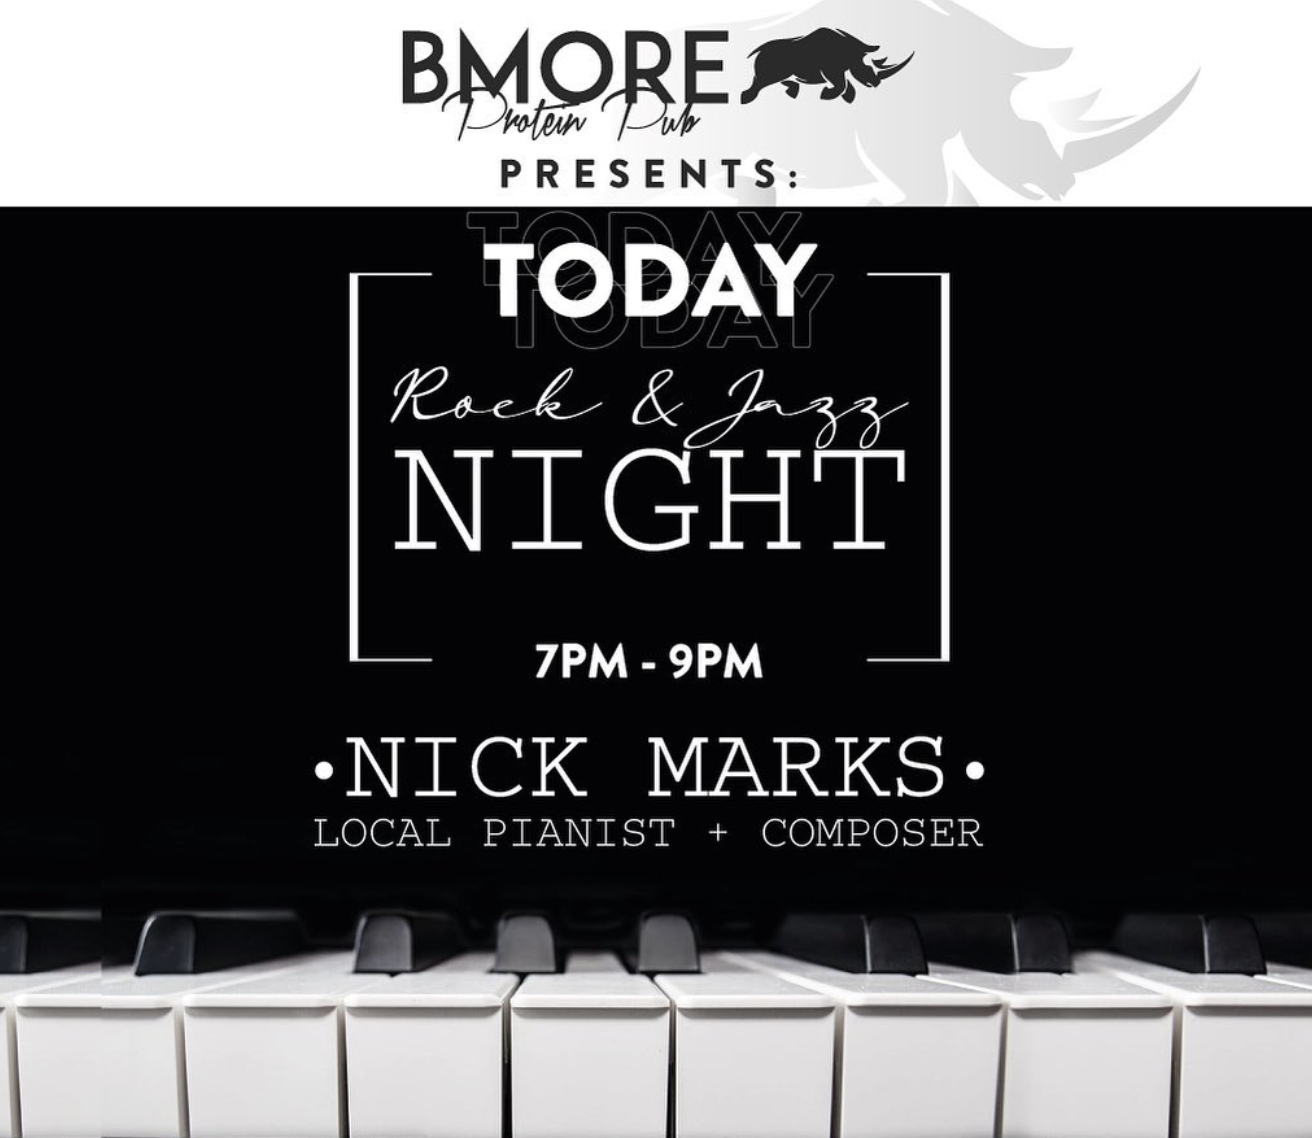 BMORE
Protein Pub
PRESENTS:
TODAY
TODAY
TODAY
Rock & Jazz
NIGHT
7PM - 9PM
•NICK MARKS•
LOCAL PIANIST + COMPOSER